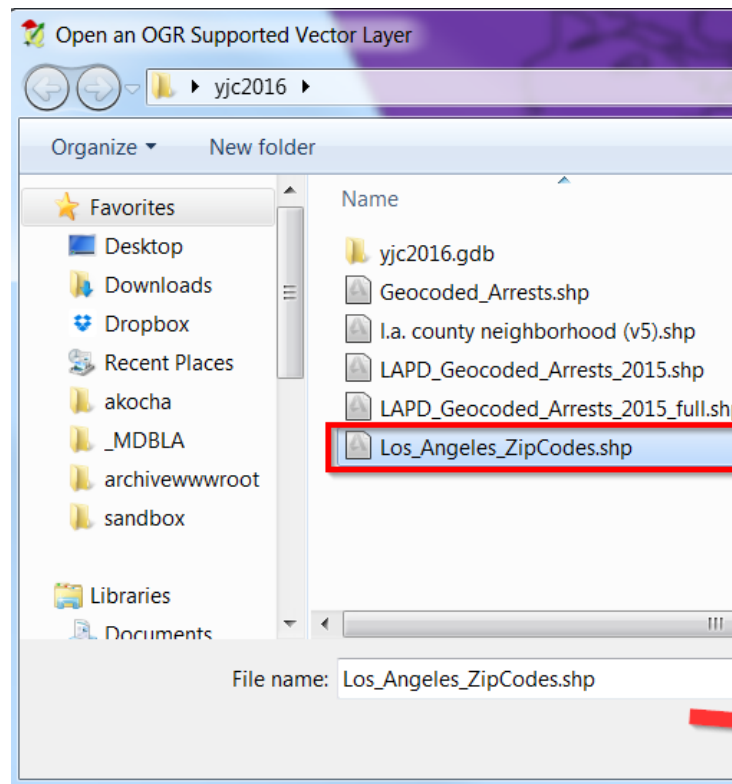 Open an OGR Supported Vector Layer
yjc2016
Organize
New folder
Favorites
Desktop
Downloads
Dropbox
Recent Places
akocha
_MDBLA
archivewwwroot
sandbox
Libraries
Documents
Name
yjc2016.gdb
Geocoded_Arrests.shp
l.a. county neighborhood (v5).shp
LAPD_Geocoded_Arrests_2015.shp
LAPD_Geocoded_Arrests_2015_full.sh
Los_Angeles_ZipCodes.shp
File name: Los_Angeles_ZipCodes.shp